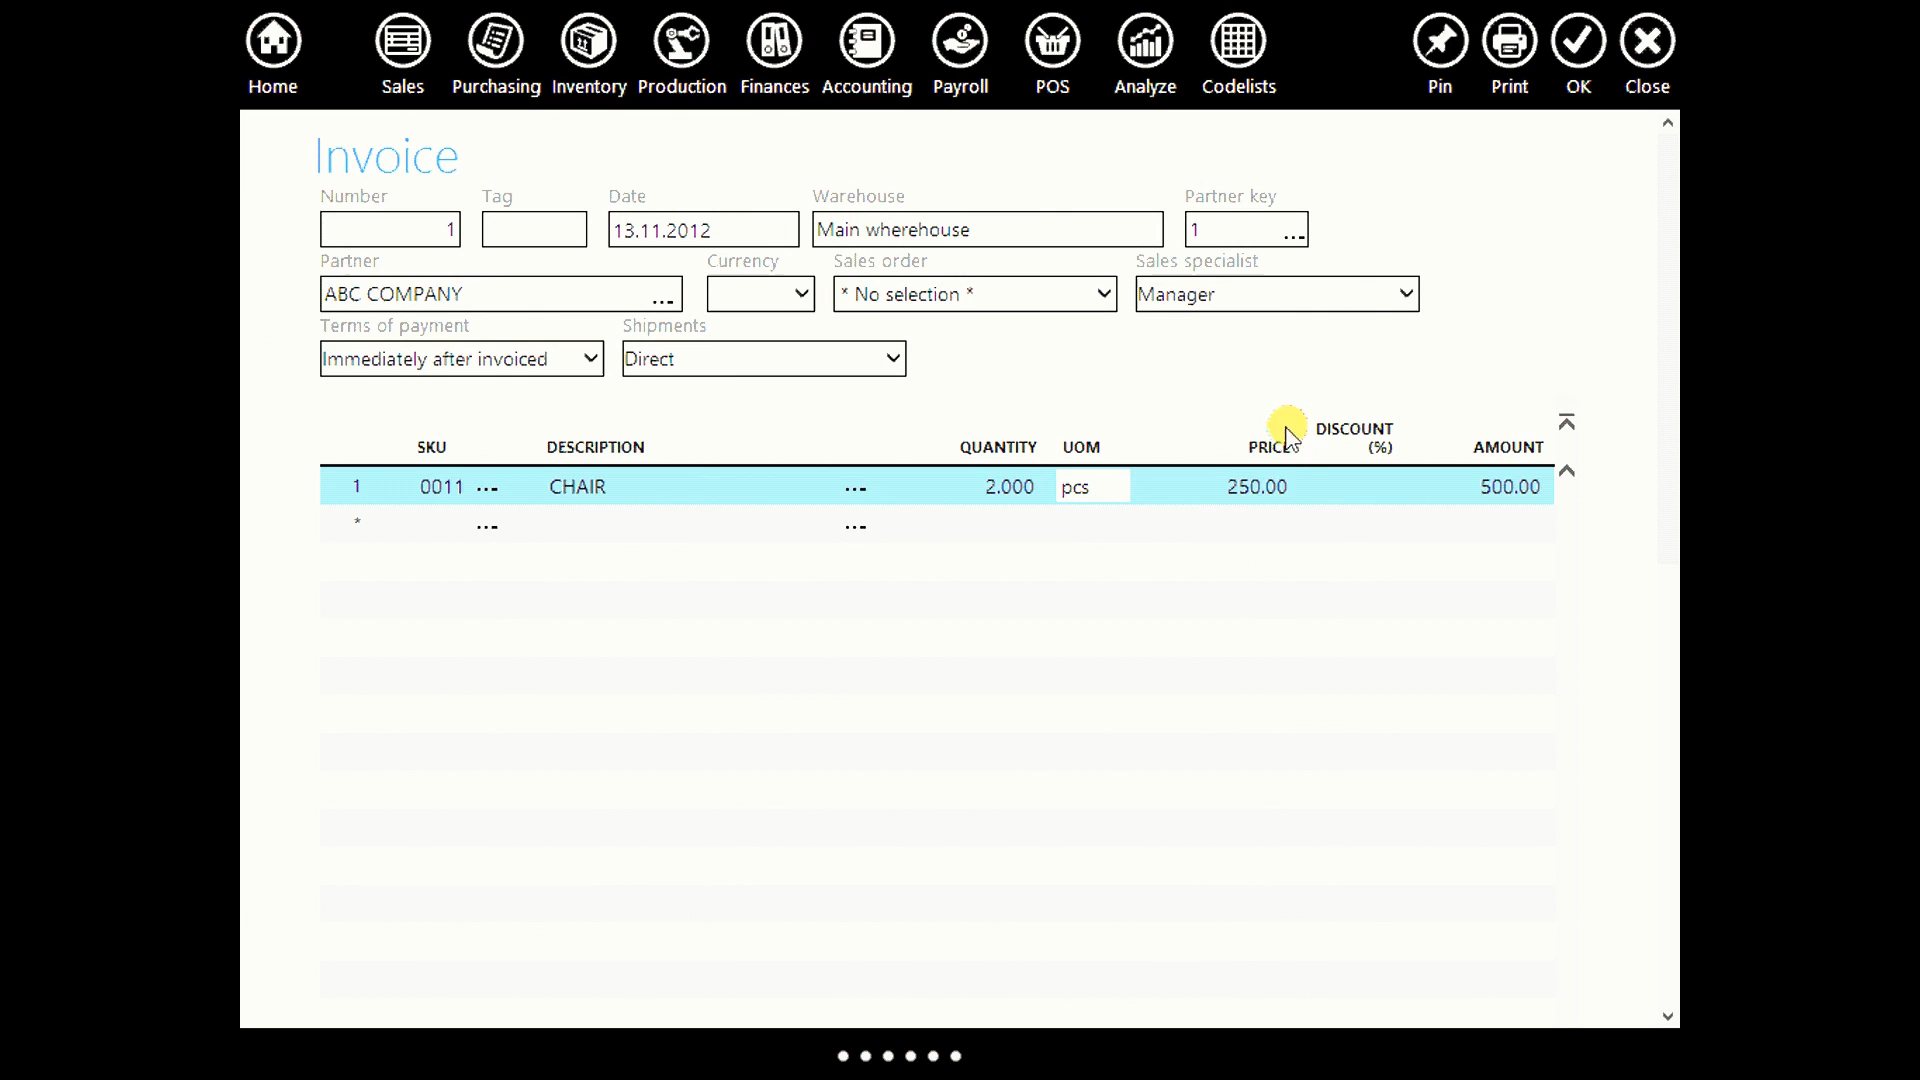 Home Sales Purchasing Inventory Production Finances Accounting Payroll POS Analyze Codelists Pin Print OK Close
Invoice
Number Tag Date Warehouse Partner key
1 13.11.2012 Main wherehouse 1 ...
Partner Currency Sales order Sales specialist
ABC COMPANY ... * No selection * Manager
Terms of payment Shipments
Immediately after invoiced Direct
SKU DESCRIPTION QUANTITY UOM PRICE DISCOUNT (%) AMOUNT
1 0011 ... CHAIR ... 2.000 pcs 250.00 500.00
* ... ...